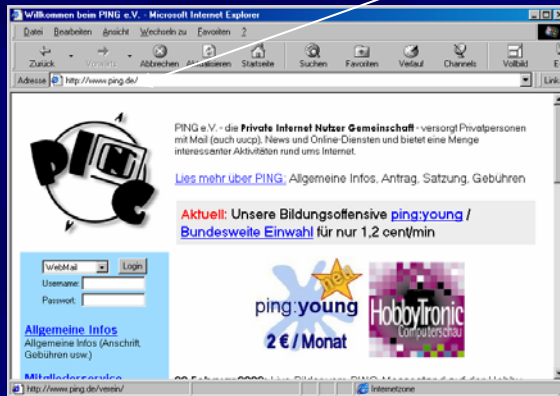 Willkommen beim PING e.V. - Microsoft Internet Explorer
Datei Bearbeiten Ansicht Wechseln zu Favoriten ?
Zurück Vorwärts Abbrechen Aktualisieren Startseite Suchen Favoriten Verlauf Channels Vollbild
Adresse http://www.ping.de/ Link
PING
PING e.V. - die Private Internet Nutzer Gemeinschaft - versorgt Privatpersonen
mit Mail (auch uucp), News und Online-Diensten und bietet eine Menge
interessanter Aktivitäten rund ums Internet.
Lies mehr über PING: Allgemeine Infos, Antrag, Satzung, Gebühren
Aktuell: Unsere Bildungsoffensive ping:young /
Bundesweite Einwahl für nur 1,2 cent/min
WebMail Login
Username:
Passwort:
neu
ping:young
2 € / Monat
HobbyTronic
Computerschau
Allgemeine Infos
Allgemeine Infos (Anschrift,
Gebühren usw.)
Mitgliederservice
http://www.ping.de/verein/ Internetzone